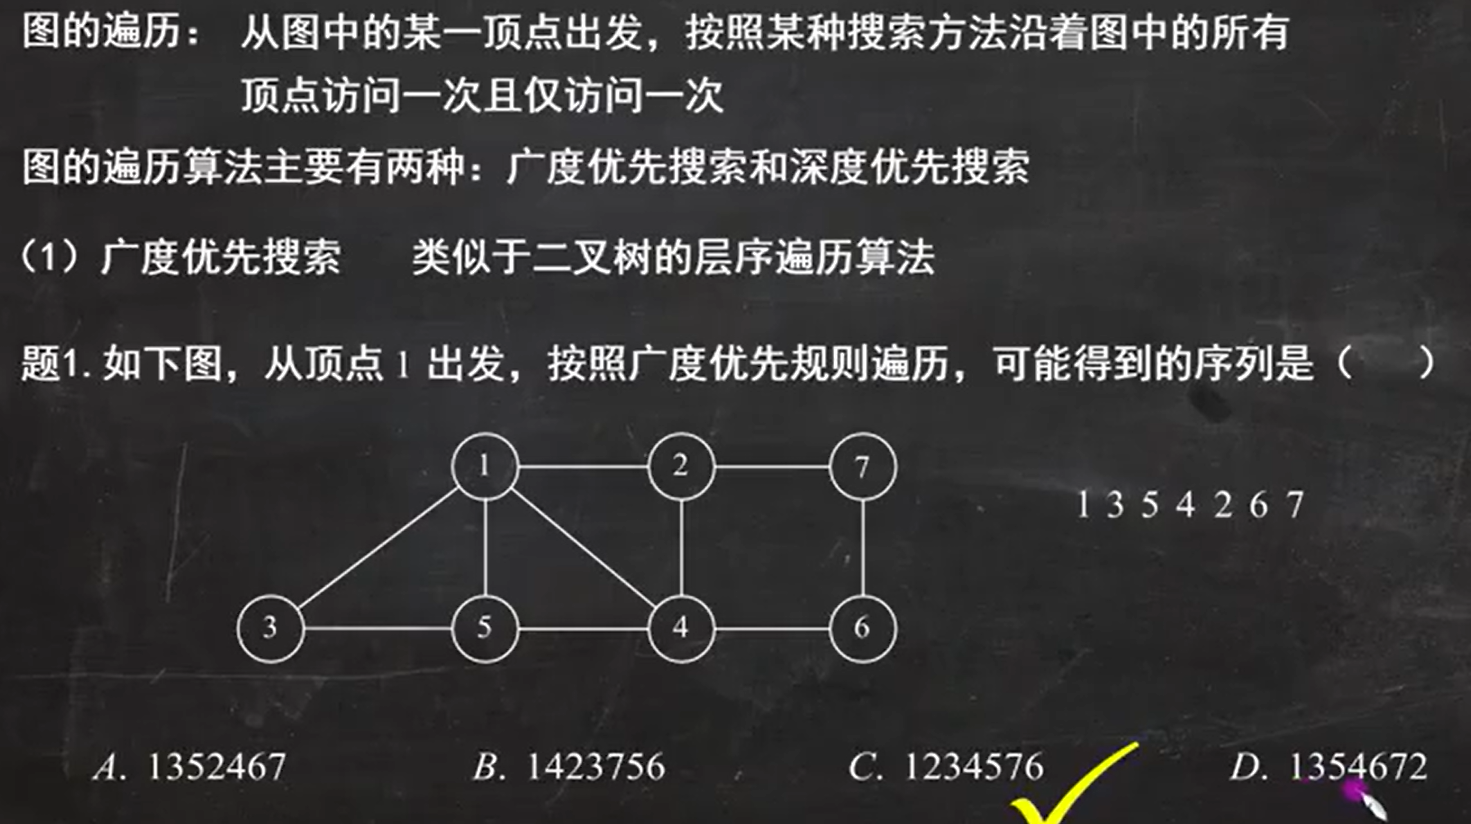 图的遍历： 从图中的某一顶点出发，按照某种搜索方法沿着图中的所有
顶点访问一次且仅访问一次
图的遍历算法主要有两种：广度优先搜索和深度优先搜索
（1）广度优先搜索 类似于二叉树的层序遍历算法
题1.如下图，从顶点 1 出发，按照广度优先规则遍历，可能得到的序列是（ ）
1 2 7
1 3 5 4 2 6 7
3 5 4 6
A. 1352467 B. 1423756 C. 1234576 D. 1354672